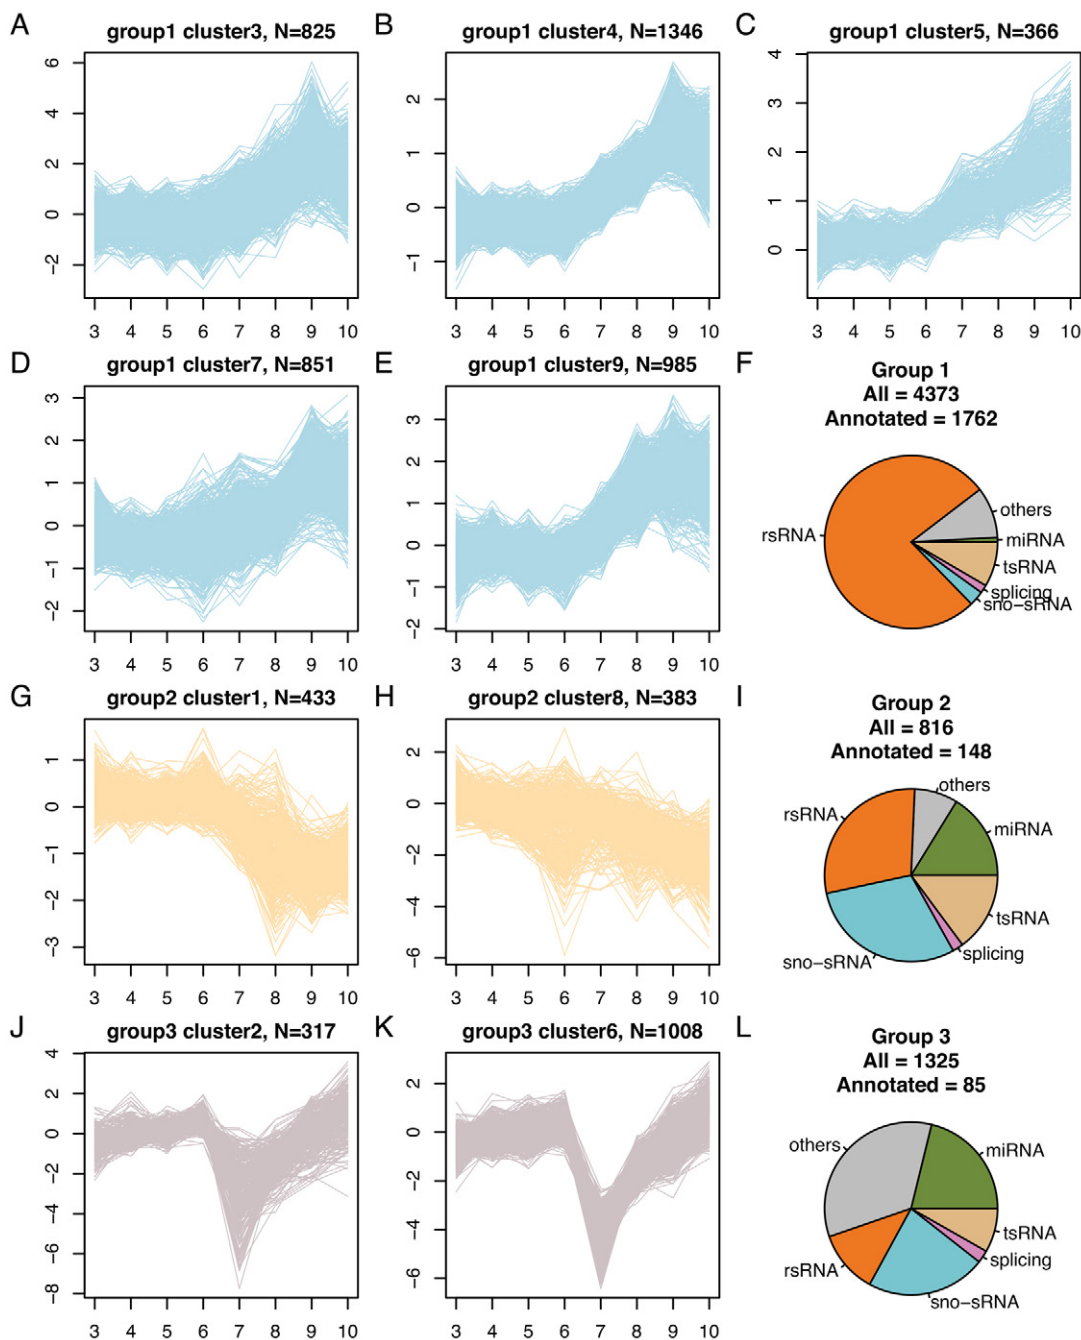 A
group1 cluster3, N=825
6
4
2
0
−2
3 4 5 6 7 8 9 10
B
group1 cluster4, N=1346
2
1
0
−1
3 4 5 6 7 8 9 10
C
group1 cluster5, N=366
4
3
2
1
0
3 4 5 6 7 8 9 10
D
group1 cluster7, N=851
3
2
1
0
−1
−2
3 4 5 6 7 8 9 10
E
group1 cluster9, N=985
3
2
1
0
−1
−2
3 4 5 6 7 8 9 10
F
Group 1
All = 4373
Annotated = 1762
others
rsRNA
miRNA
tsRNA
splicing
sno−sRNA
G
group2 cluster1, N=433
1
0
−1
−2
−3
3 4 5 6 7 8 9 10
H
group2 cluster8, N=383
2
0
−2
−4
−6
3 4 5 6 7 8 9 10
I
Group 2
All = 816
Annotated = 148
others
rsRNA
miRNA
tsRNA
splicing
sno−sRNA
J
group3 cluster2, N=317
4
2
0
−2
−4
−6
−8
3 4 5 6 7 8 9 10
K
group3 cluster6, N=1008
2
0
−2
−4
−6
3 4 5 6 7 8 9 10
L
Group 3
All = 1325
Annotated = 85
others
miRNA
tsRNA
splicing
rsRNA
sno−sRNA